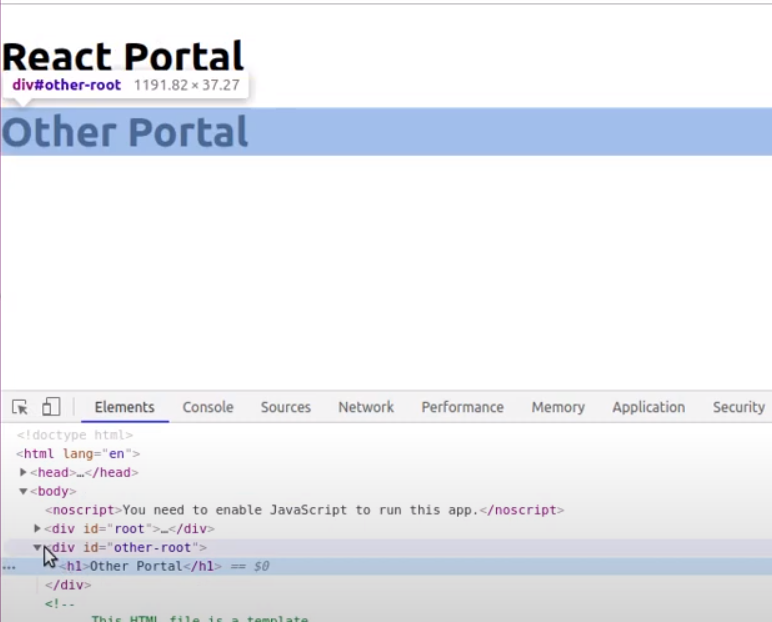 React Portal
div#other-root 1191.82 × 37.27
Other Portal
Elements Console Sources Network Performance Memory Application Security
<!doctype html>
<html lang="en">
<head>…</head>
<body>
<noscript>You need to enable JavaScript to run this app.</noscript>
<div id="root">…</div>
<div id="other-root">
… <h1>Other Portal</h1> == $0
</div>
<!--
This HTML file is a template.